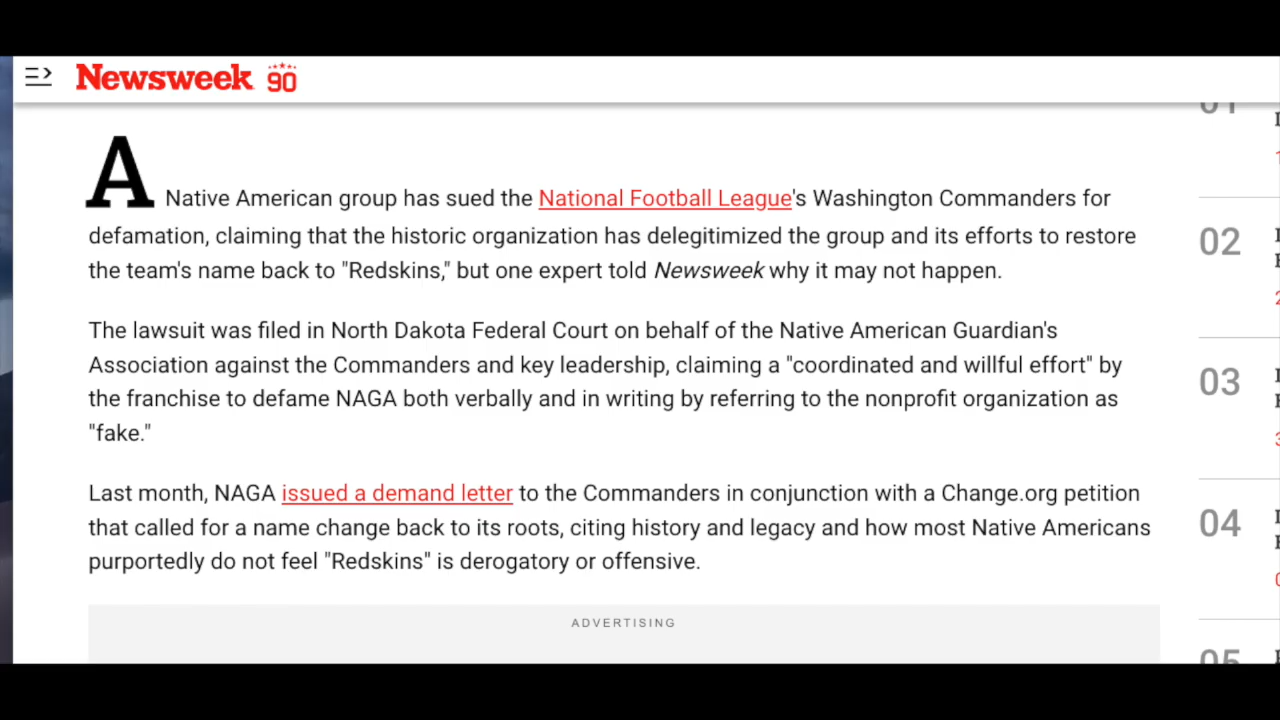 Newsweek 90
01
A Native American group has sued the National Football League's Washington Commanders for
defamation, claiming that the historic organization has delegitimized the group and its efforts to restore
the team's name back to "Redskins," but one expert told Newsweek why it may not happen.
The lawsuit was filed in North Dakota Federal Court on behalf of the Native American Guardian's
Association against the Commanders and key leadership, claiming a "coordinated and willful effort" by
the franchise to defame NAGA both verbally and in writing by referring to the nonprofit organization as
"fake."
Last month, NAGA issued a demand letter to the Commanders in conjunction with a Change.org petition
that called for a name change back to its roots, citing history and legacy and how most Native Americans
purportedly do not feel "Redskins" is derogatory or offensive.
ADVERTISING
02
03
04
05